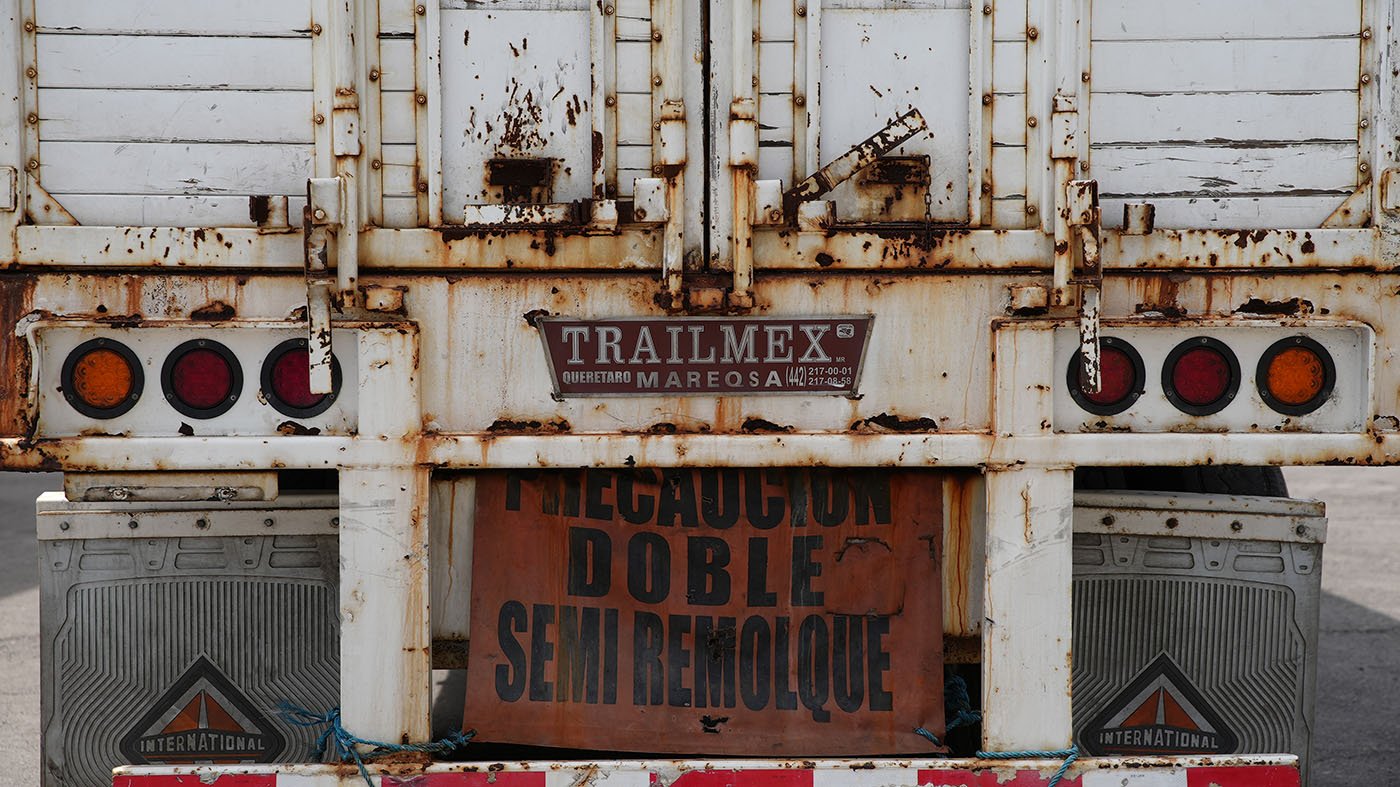 TRAILMEX MR
QUERETARO MAREQSA (442) 217-00-01
217-08-58
PRECAUCION
DOBLE
SEMI REMOLQUE
INTERNATIONAL
INTERNATIONAL